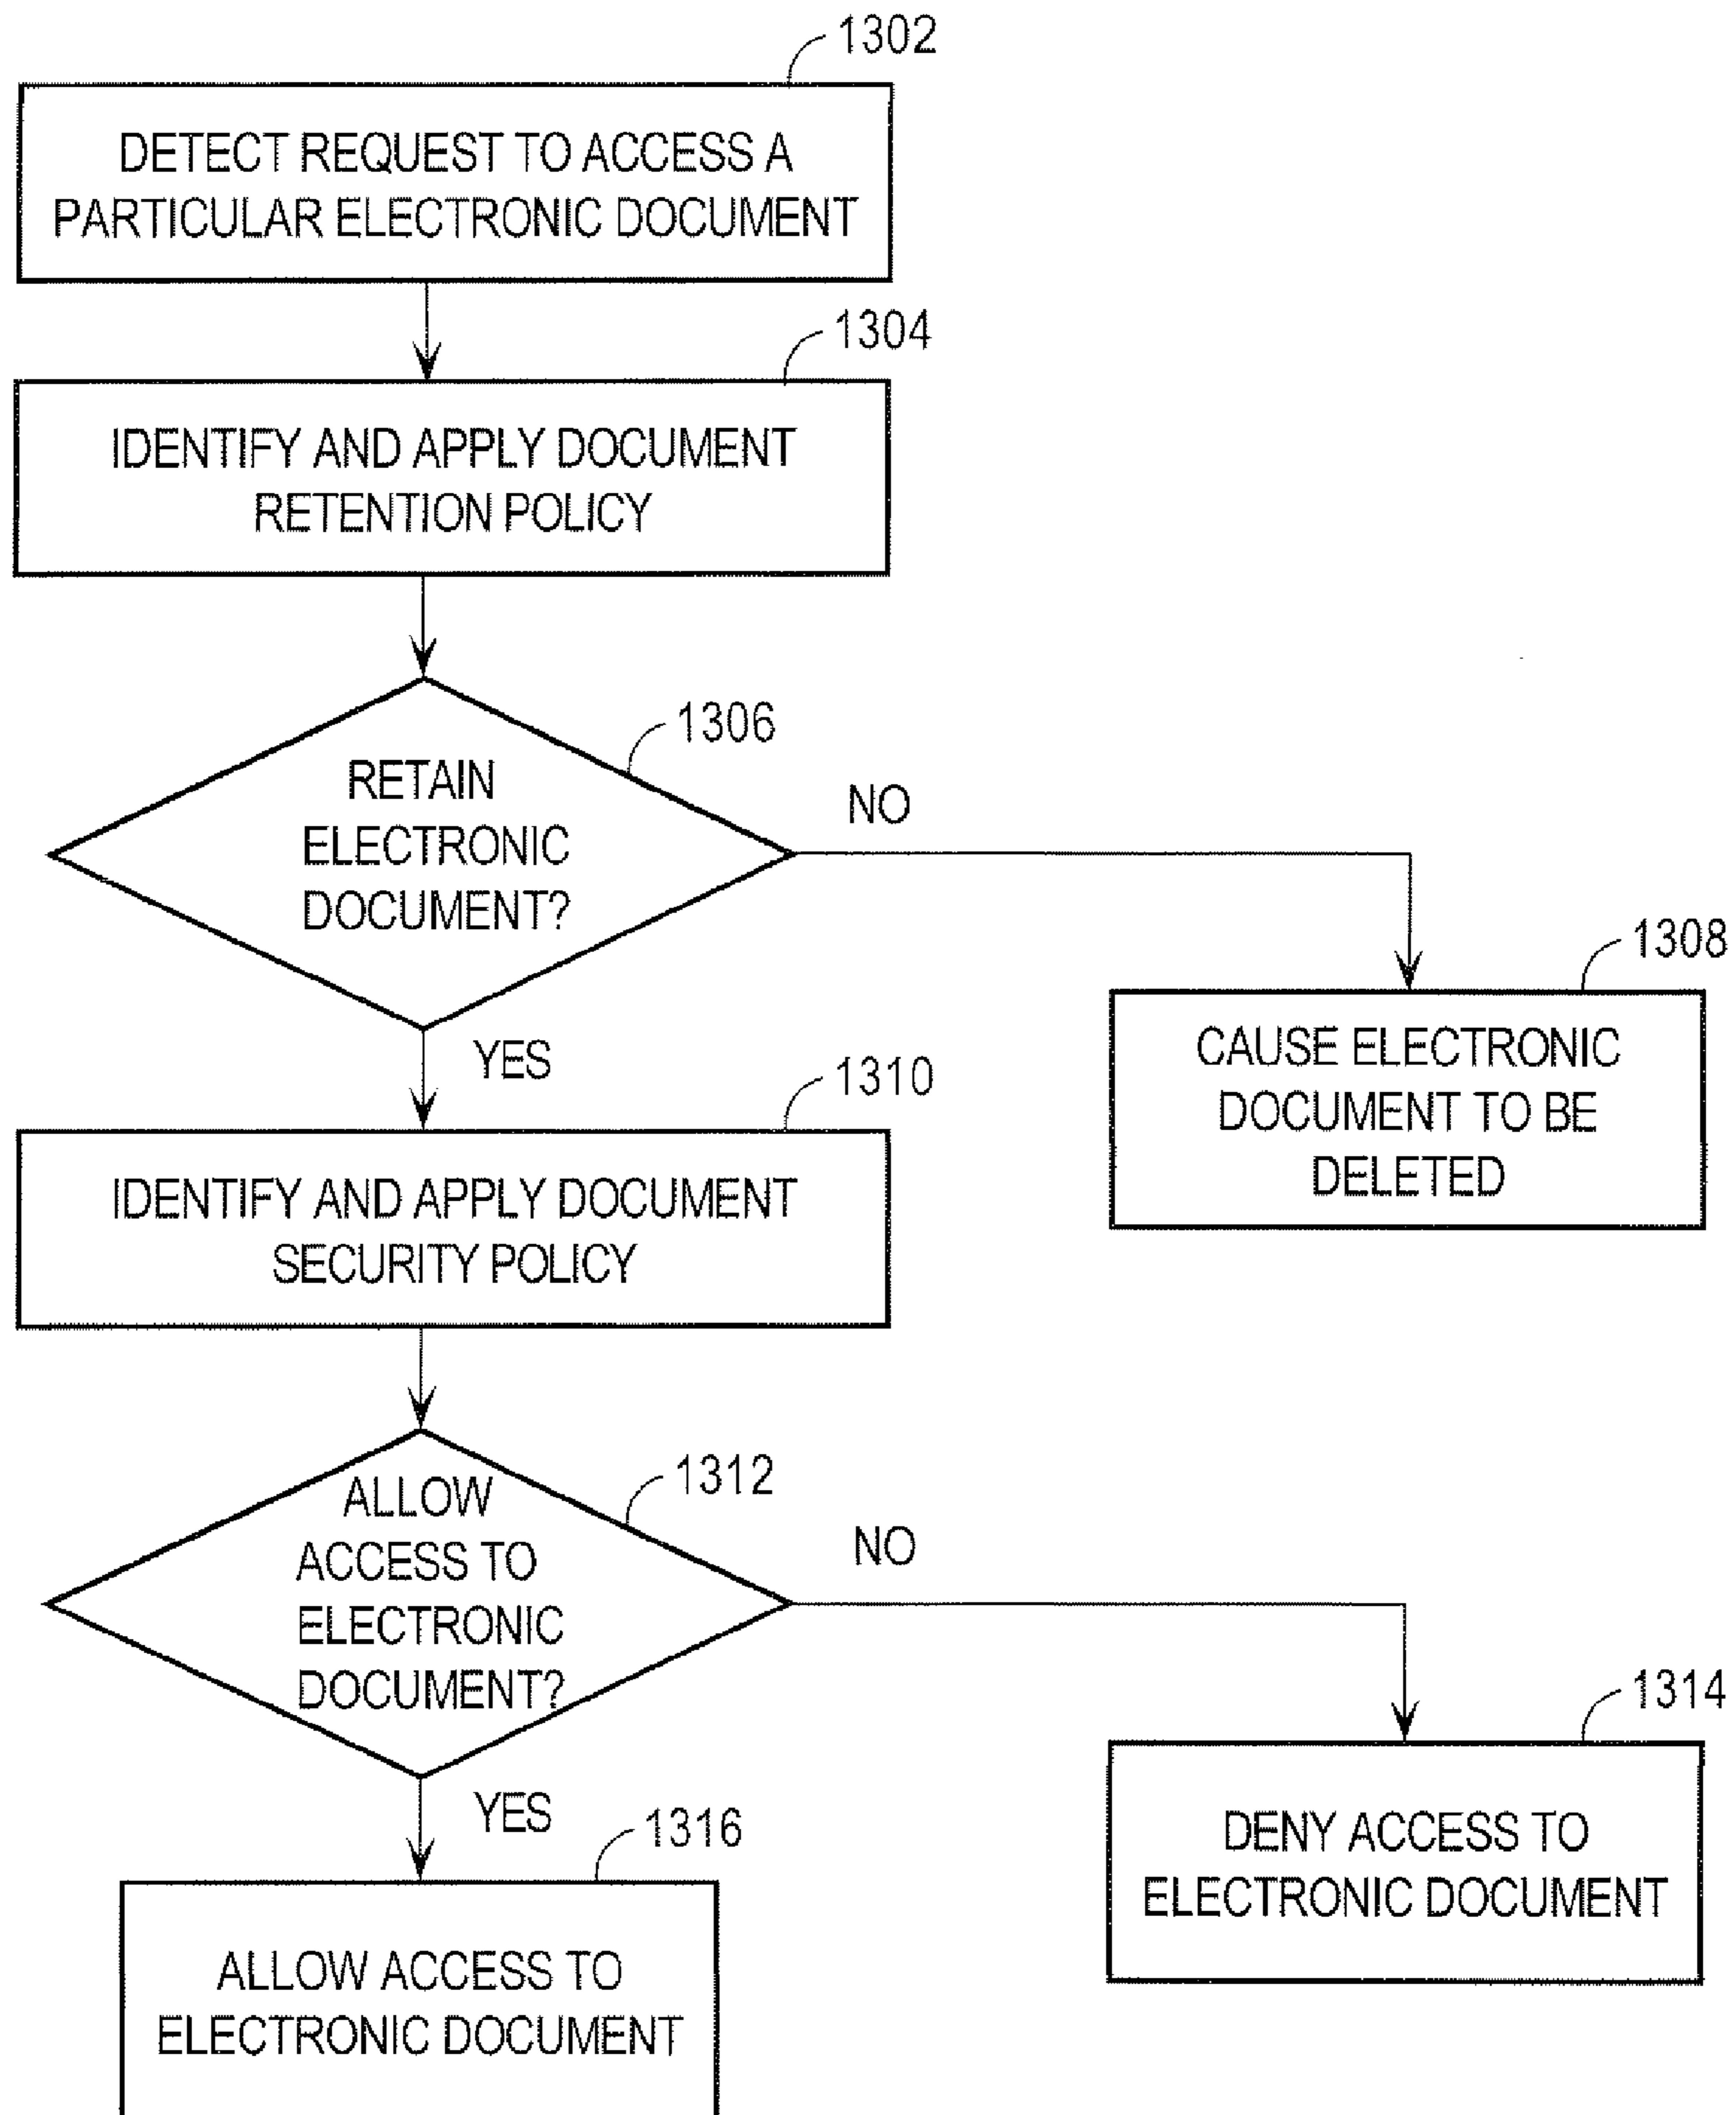 1302
DETECT REQUEST TO ACCESS A
PARTICULAR ELECTRONIC DOCUMENT
1304
IDENTIFY AND APPLY DOCUMENT
RETENTION POLICY
1306
RETAIN
ELECTRONIC
DOCUMENT?
NO
1308
CAUSE ELECTRONIC
DOCUMENT TO BE
DELETED
YES
1310
IDENTIFY AND APPLY DOCUMENT
SECURITY POLICY
1312
ALLOW
ACCESS TO
ELECTRONIC
DOCUMENT?
NO
1314
DENY ACCESS TO
ELECTRONIC DOCUMENT
YES
1316
ALLOW ACCESS TO
ELECTRONIC DOCUMENT